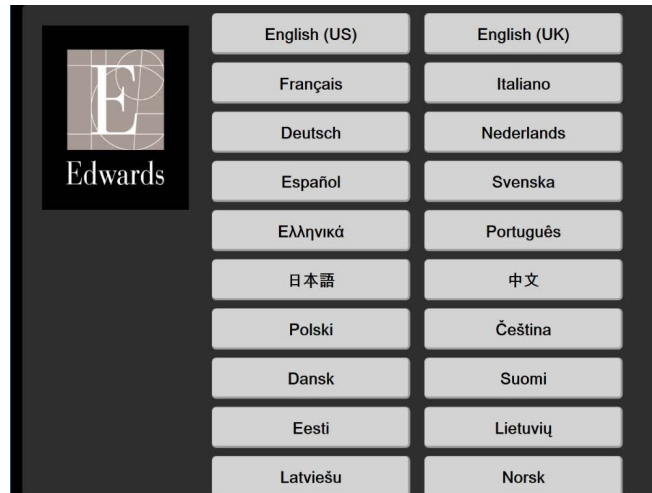 E
Edwards
English (US)
English (UK)
Français
Italiano
Deutsch
Nederlands
Español
Svenska
Ελληνικά
Português
日本語
中文
Polski
Čeština
Dansk
Suomi
Eesti
Lietuvių
Latviešu
Norsk